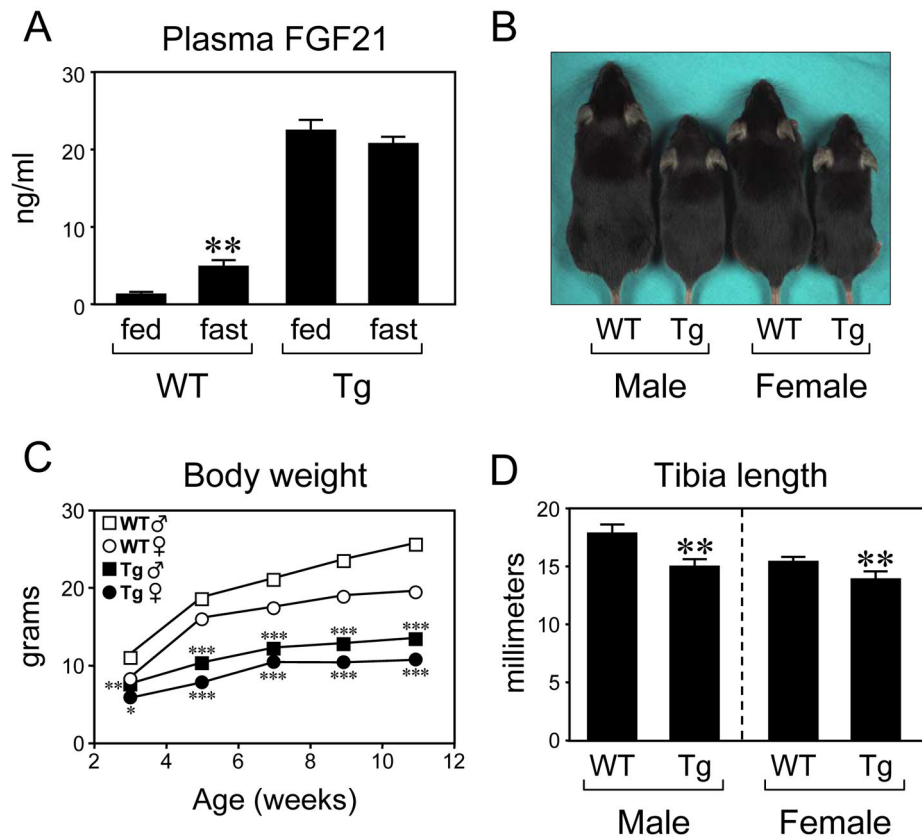 A
Plasma FGF21
30
20
10
0
ng/ml
**
fed fast fed fast
WT Tg
B
WT Tg WT Tg
Male Female
C
Body weight
30
20
10
0
grams
WT♂
WT♀
Tg♂
Tg♀
*** *** *** ***
**
* *** *** *** ***
2 4 6 8 10 12
Age (weeks)
D
Tibia length
20
15
10
5
0
millimeters
** **
WT Tg WT Tg
Male Female